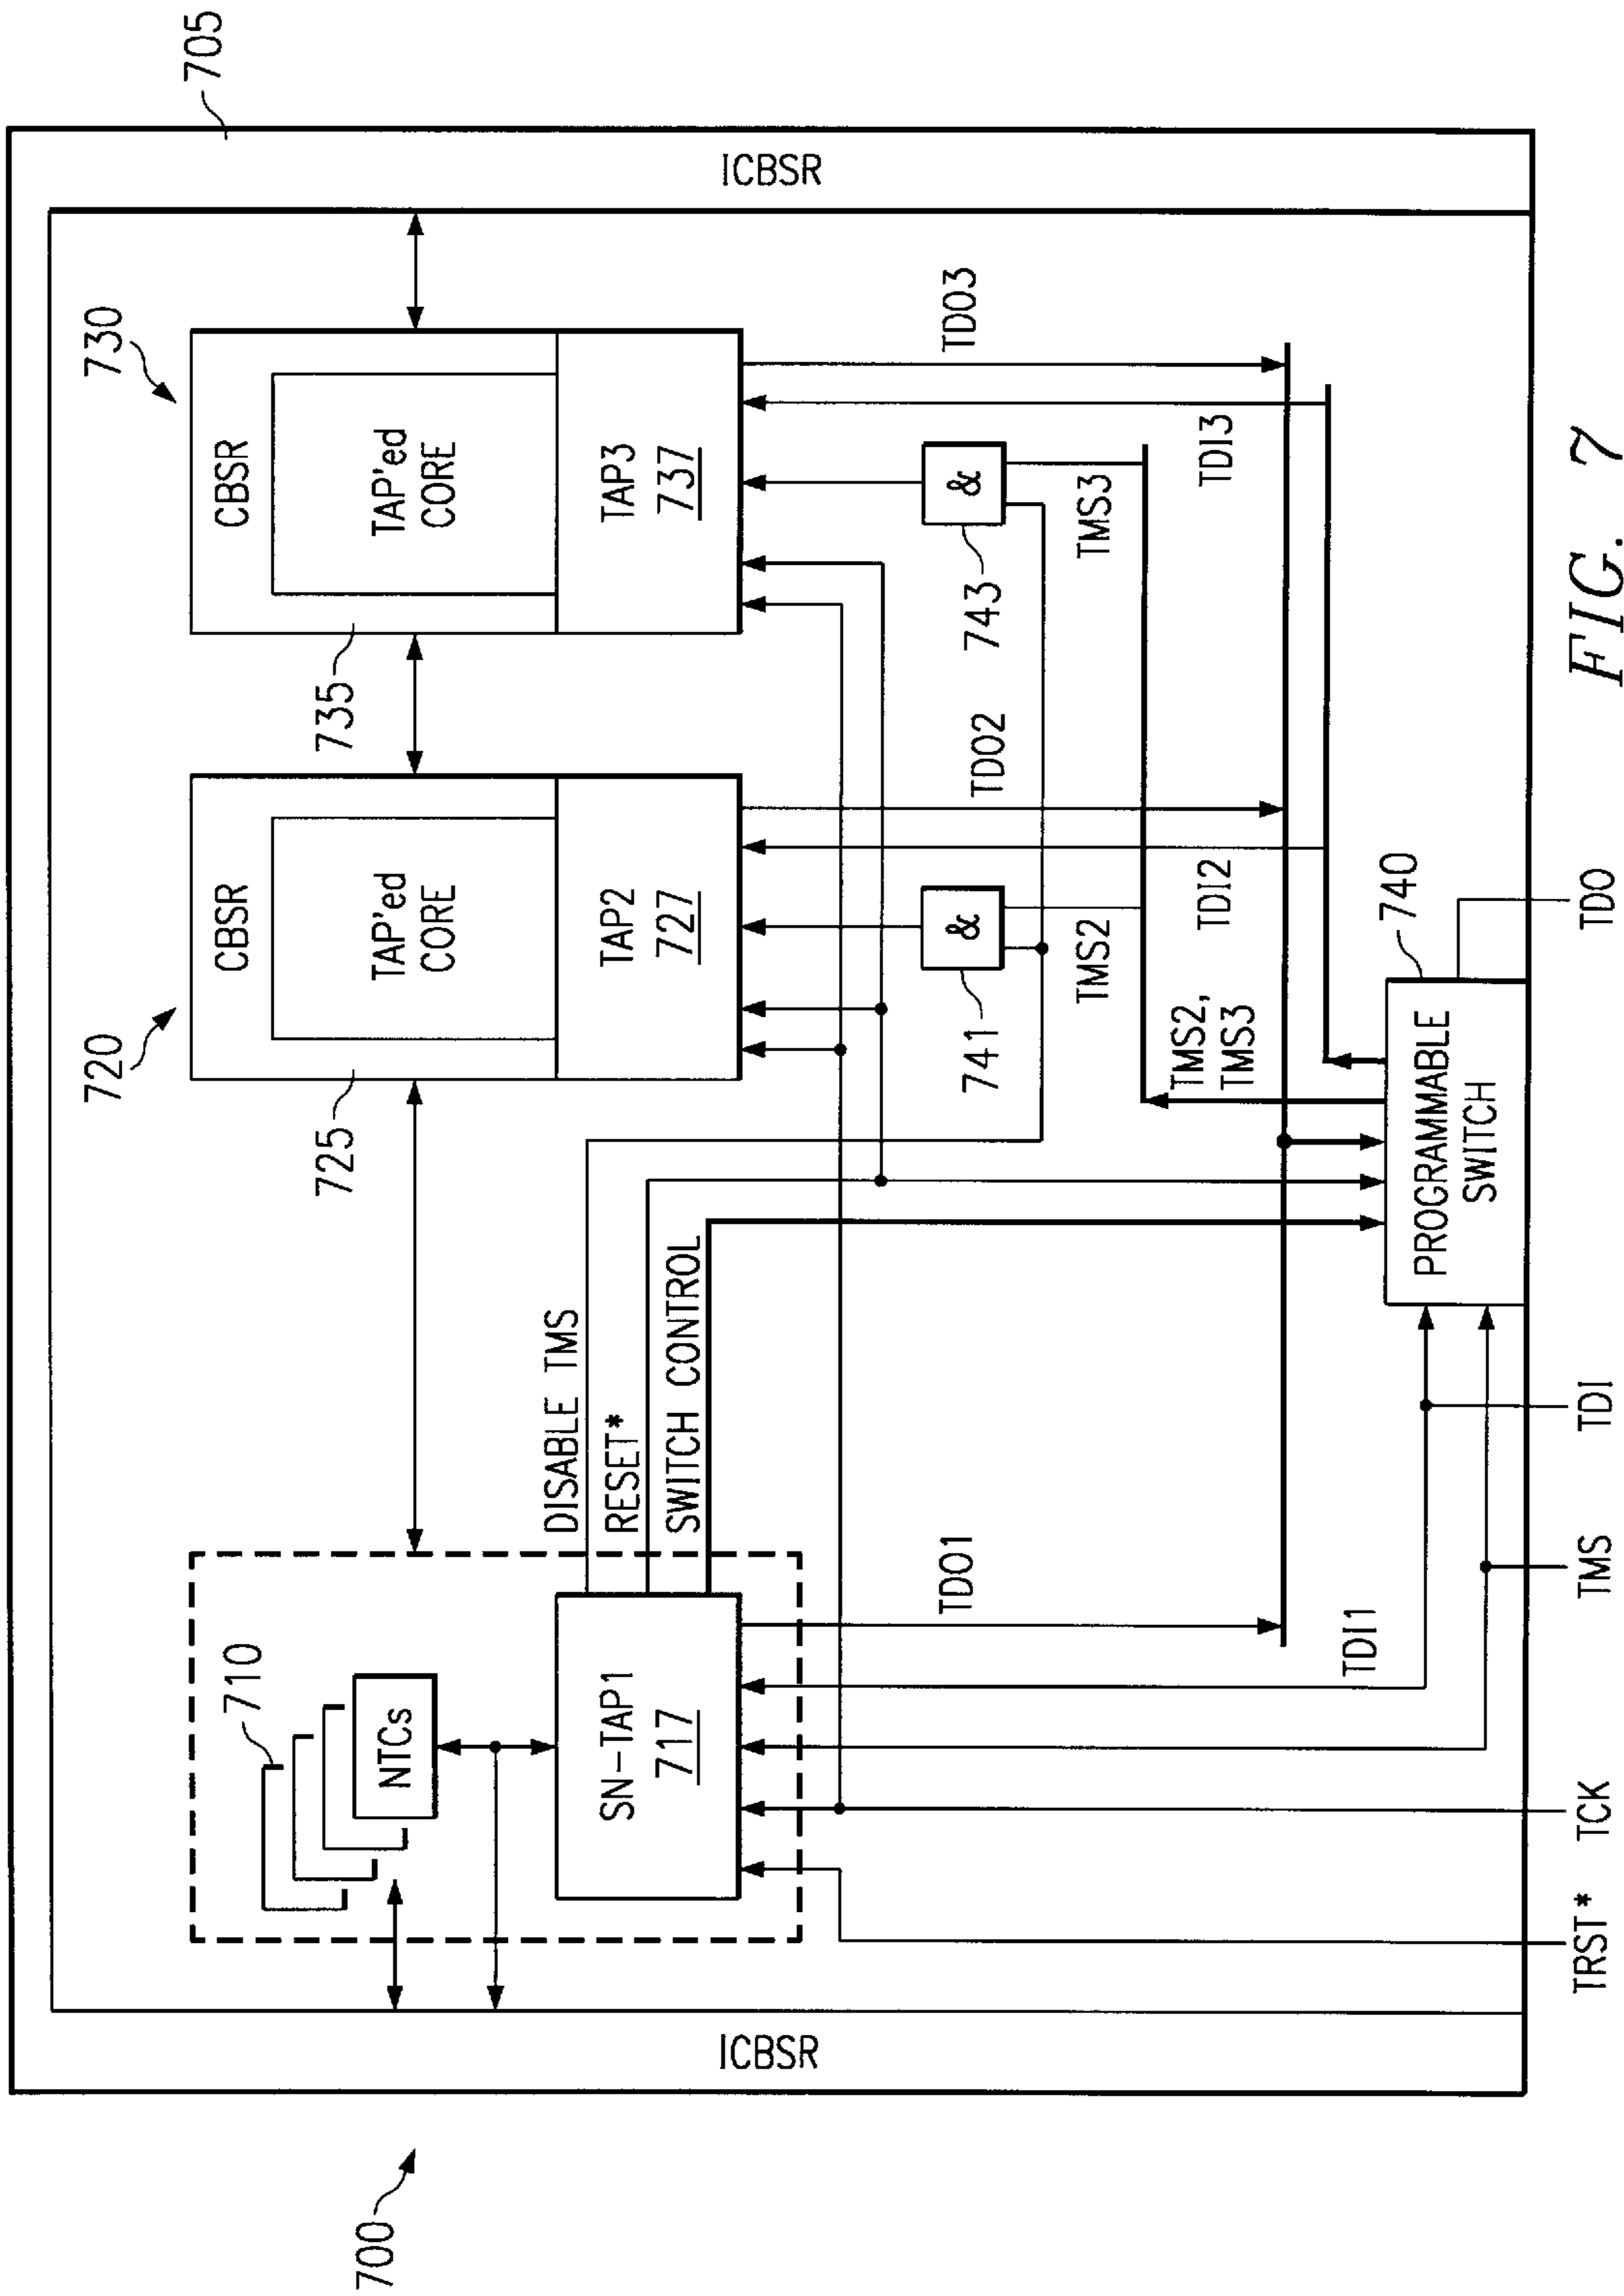 700
ICBSR
705
ICBSR
710
NTCs
SN-TAP1
717
DISABLE TMS
RESET*
SWITCH CONTROL
720
725
CBSR
TAP'ed
CORE
TAP2
727
730
735
CBSR
TAP'ed
CORE
TAP3
737
741
&
743
&
TDO1
TDO2
TDO3
TMS2
TMS3
TMS2,
TMS3
TDI1
TDI2
TDI3
740
PROGRAMMABLE
SWITCH
TRST*
TCK
TMS
TDI
TDO
FIG. 7